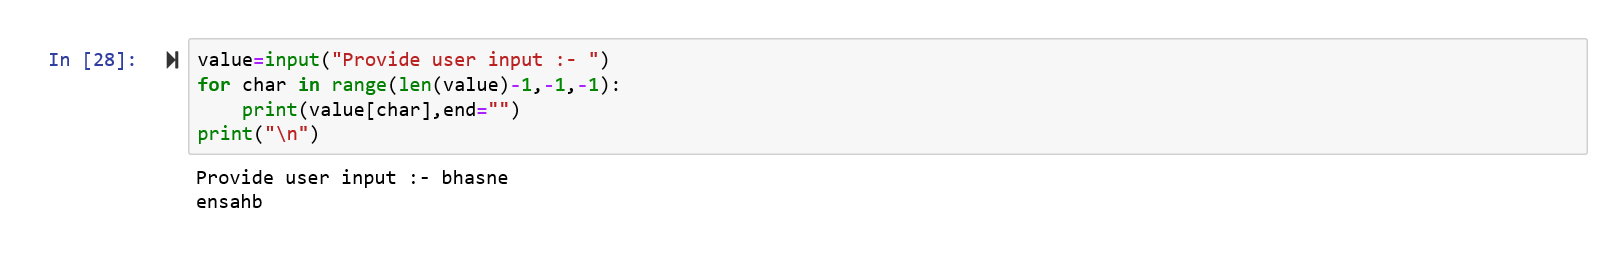 In [28]: value=input("Provide user input :- ")
for char in range(len(value)-1,-1,-1):
    print(value[char],end="")
print("\n")
Provide user input :- bhasne
ensahb